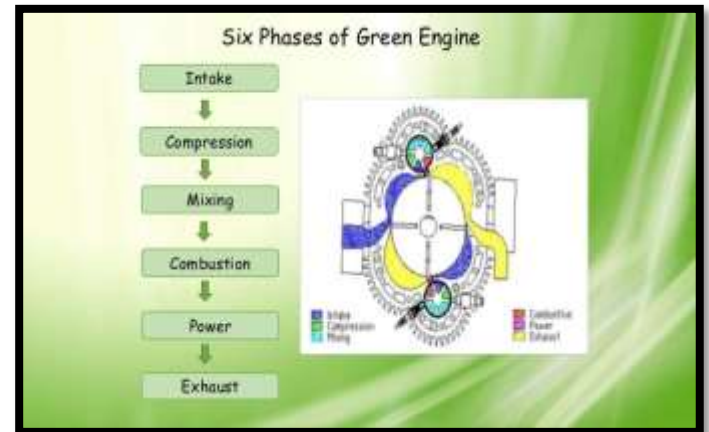 Six Phases of Green Engine
Intake
Compression
Mixing
Combustion
Power
Exhaust
Intake
Compression
Mixing
Combustion
Power
Exhaust